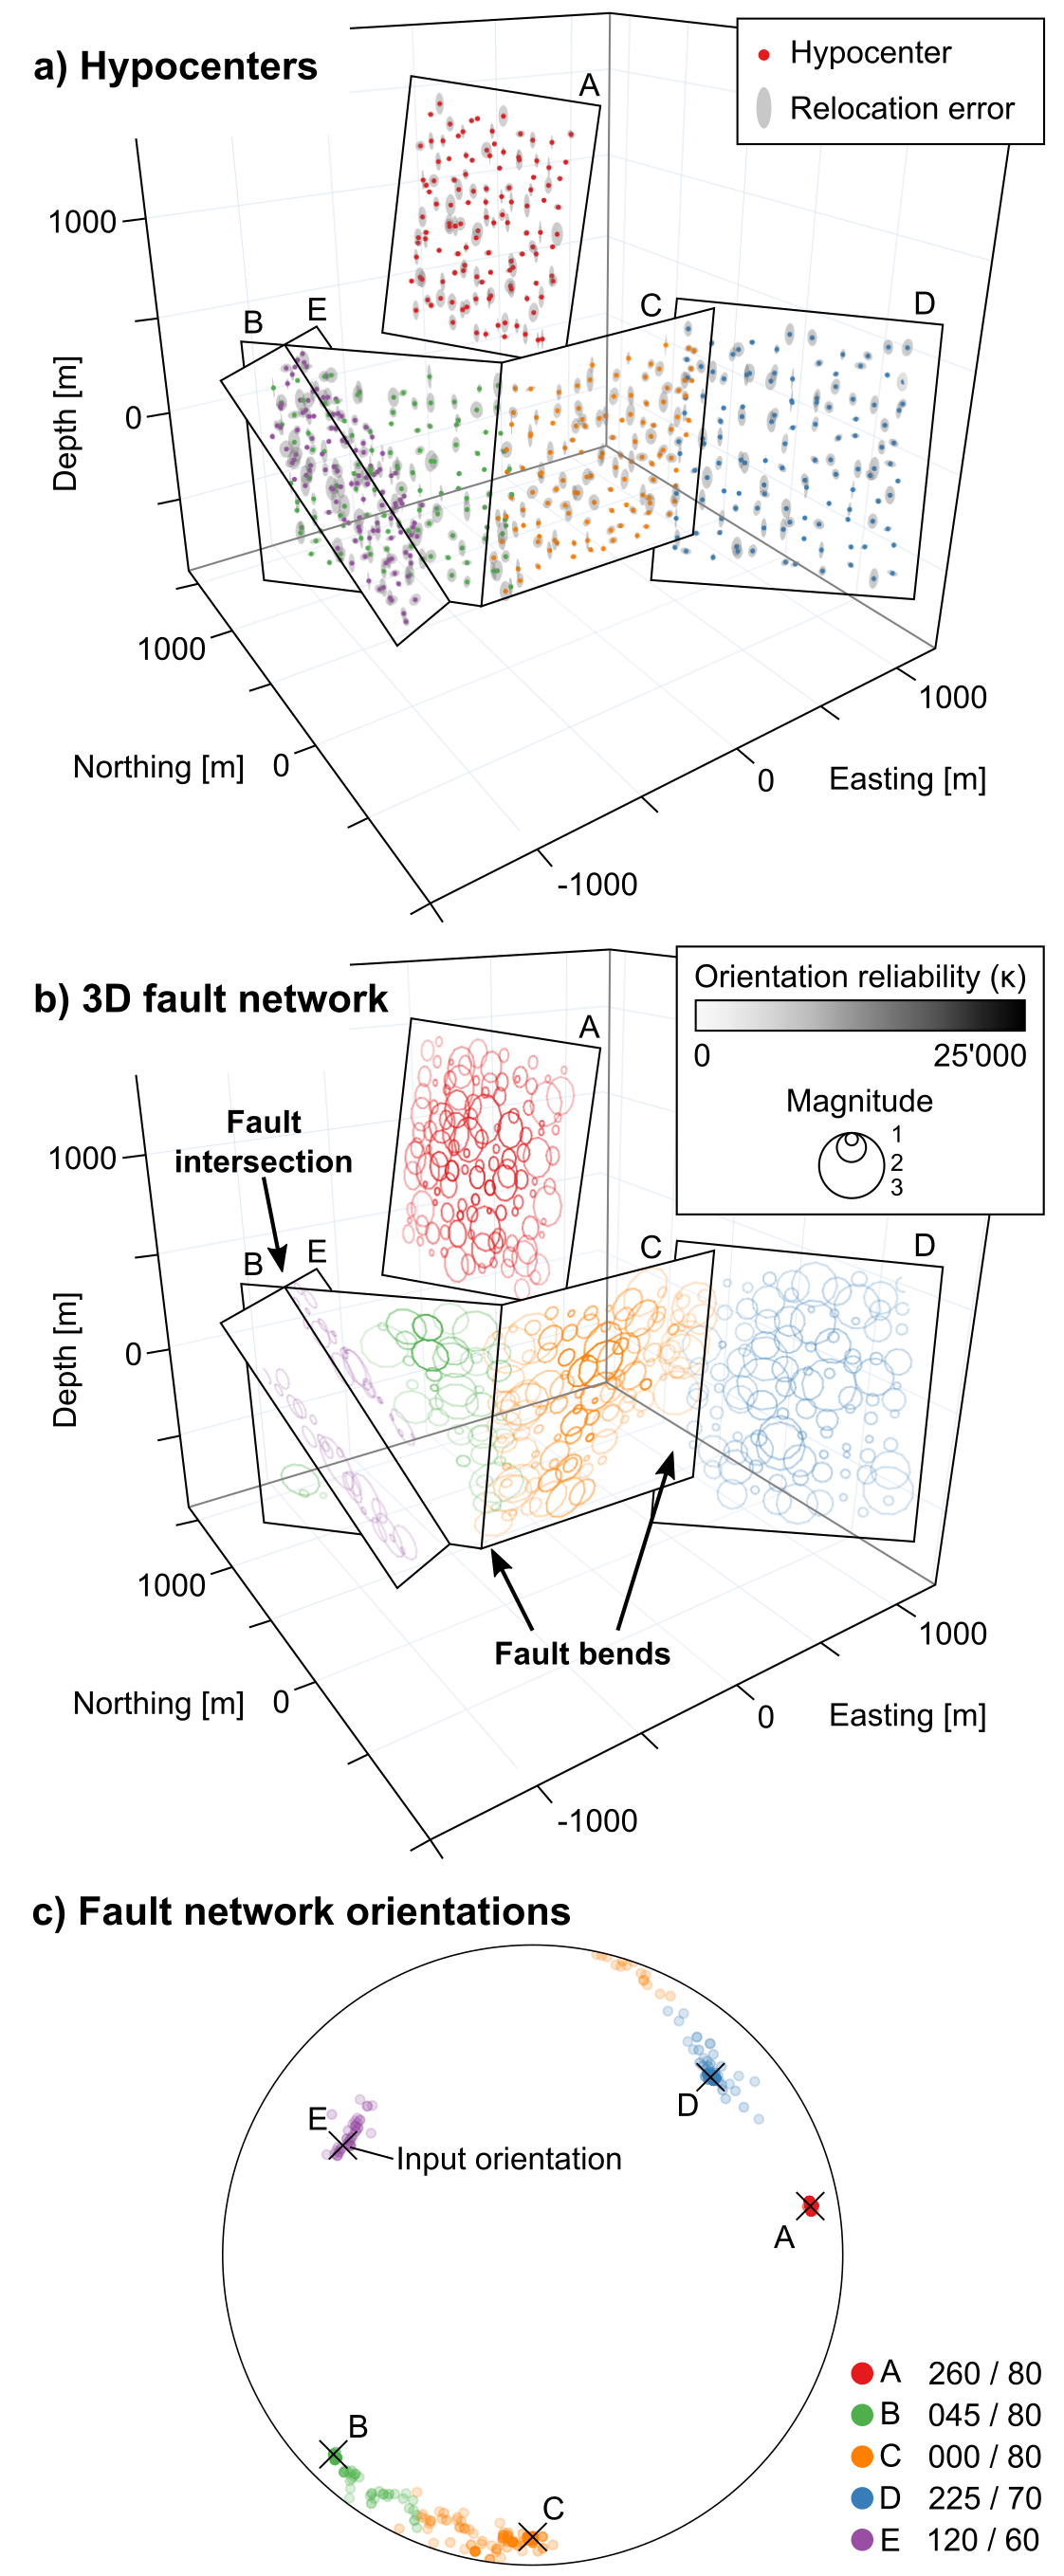 a) Hypocenters
Hypocenter
Relocation error
A
B
E
C
D
1000
0
Depth [m]
1000
0
Northing [m]
1000
0
-1000
Easting [m]
b) 3D fault network
Orientation reliability (κ)
0 25'000
Magnitude
1
2
3
A
Fault
intersection
B
E
C
D
1000
0
Depth [m]
Fault bends
1000
0
Northing [m]
1000
0
-1000
Easting [m]
c) Fault network orientations
D
E
Input orientation
A
B
C
A 260 / 80
B 045 / 80
C 000 / 80
D 225 / 70
E 120 / 60